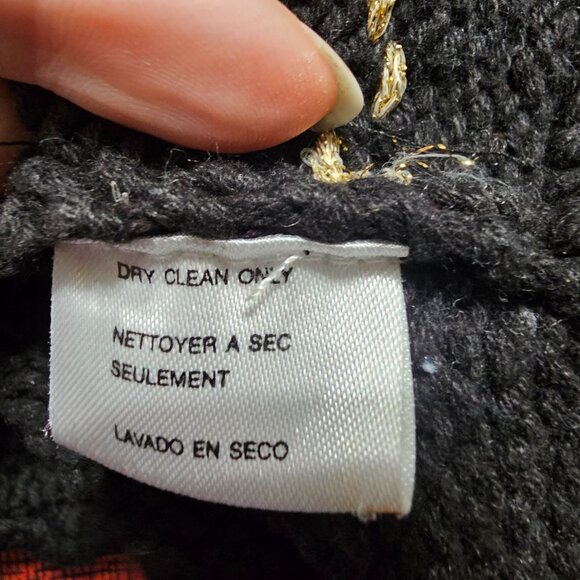 DRY CLEAN ONLY
NETTOYER A SEC
SEULEMENT
LAVADO EN SECO